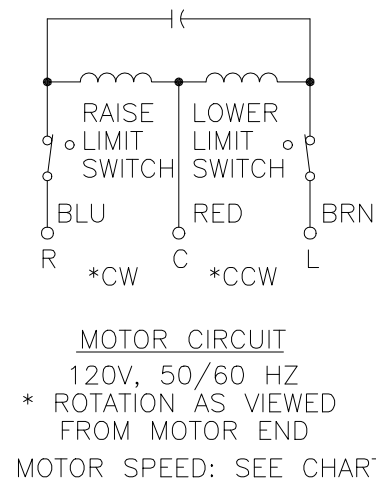 RAISE LOWER
LIMIT LIMIT
SWITCH SWITCH
BLU RED BRN
R C L
*CW *CCW
MOTOR CIRCUIT
120V, 50/60 HZ
* ROTATION AS VIEWED
FROM MOTOR END
MOTOR SPEED: SEE CHART